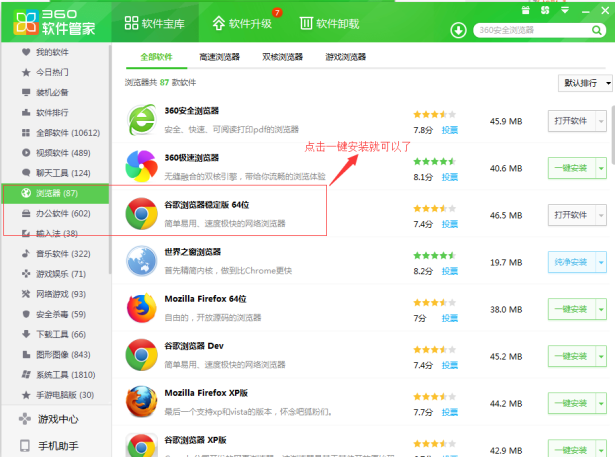 360
软件管家
软件宝库
软件升级
7
软件卸载
360安全浏览器
我的软件
今日热门
装机必备
软件排行
全部软件 (10612)
视频软件 (489)
聊天工具 (124)
浏览器 (87)
办公软件 (602)
输入法 (38)
音乐软件 (322)
游戏娱乐 (71)
网络游戏 (93)
安全杀毒 (59)
下载工具 (66)
图形图像 (843)
系统工具 (1810)
手游电脑版 (30)
游戏中心
手机助手
全部软件 高速浏览器 双核浏览器 游戏浏览器
浏览器共 87 款软件
默认排行
360安全浏览器
安全、快速、可阅读打印pdf的浏览器
7.8分 投票
45.9 MB
打开软件
点击一键安装就可以了
360极速浏览器
无缝融合的双核引擎，带给你流畅的浏览体验
8.1分 投票
40.6 MB
一键安装
谷歌浏览器稳定版 64位
简单易用、速度极快的网络浏览器
7.4分 投票
46.5 MB
打开软件
世界之窗浏览器
首先精简内核，做到比Chrome更快
8.2分 投票
19.7 MB
纯净安装
Mozilla Firefox 64位
自由的，开放源码的浏览器
7分 投票
38.0 MB
一键安装
谷歌浏览器 Dev
简单易用、速度极快的网络浏览器
7.4分 投票
45.2 MB
一键安装
Mozilla Firefox XP版
最后一个支持xp和vista的版本，怀念吧狐粉们。
7.7分 投票
44.2 MB
一键安装
谷歌浏览器 XP版
42.9 MB
一键安装